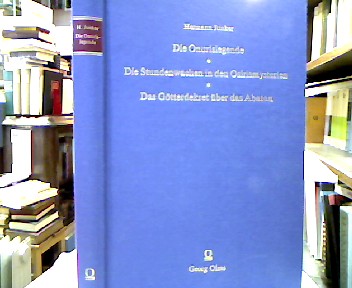 Hermann Junker
Die Onurislegende
Die Stundenwachen in den Osirismysterien
Das Götterdekret über das Abaton
Georg Olms
H. Junker
Die Onuris-
legende